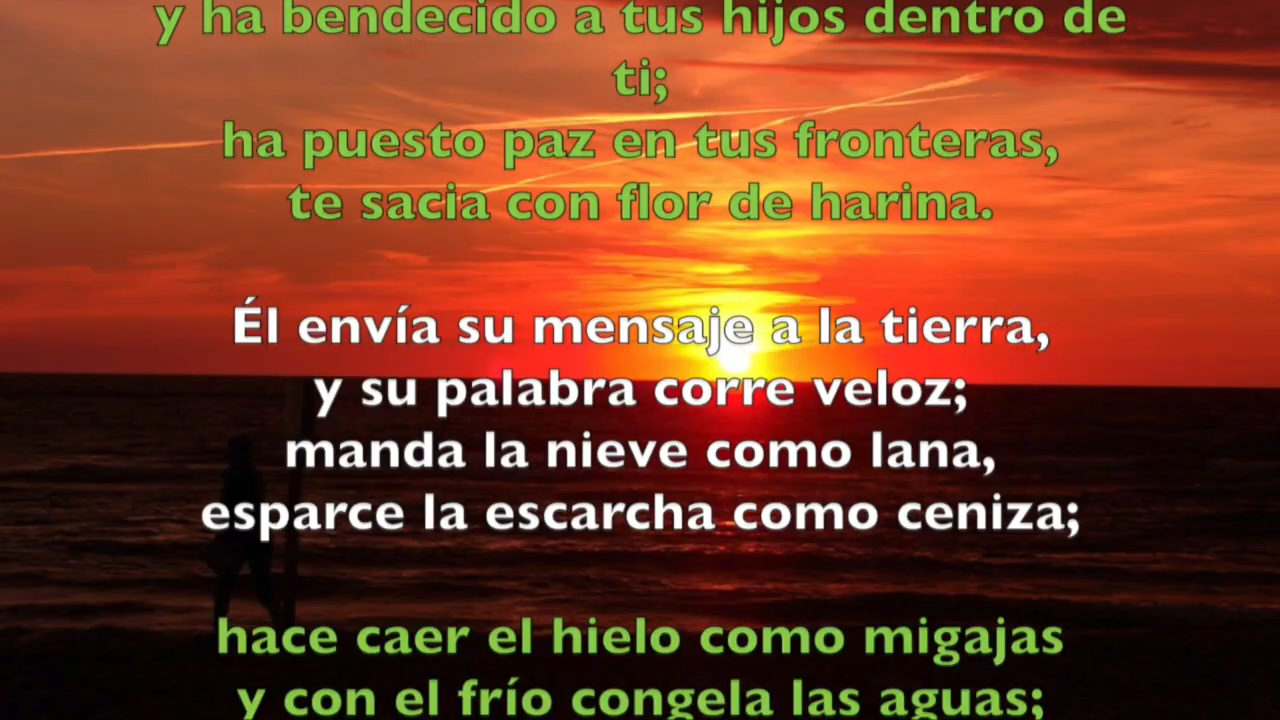 y ha bendecido a tus hijos dentro de
ti;
ha puesto paz en tus fronteras,
te sacia con flor de harina.
Él envía su mensaje a la tierra,
y su palabra corre veloz;
manda la nieve como lana,
esparce la escarcha como ceniza;
hace caer el hielo como migajas
y con el frío congela las aguas;